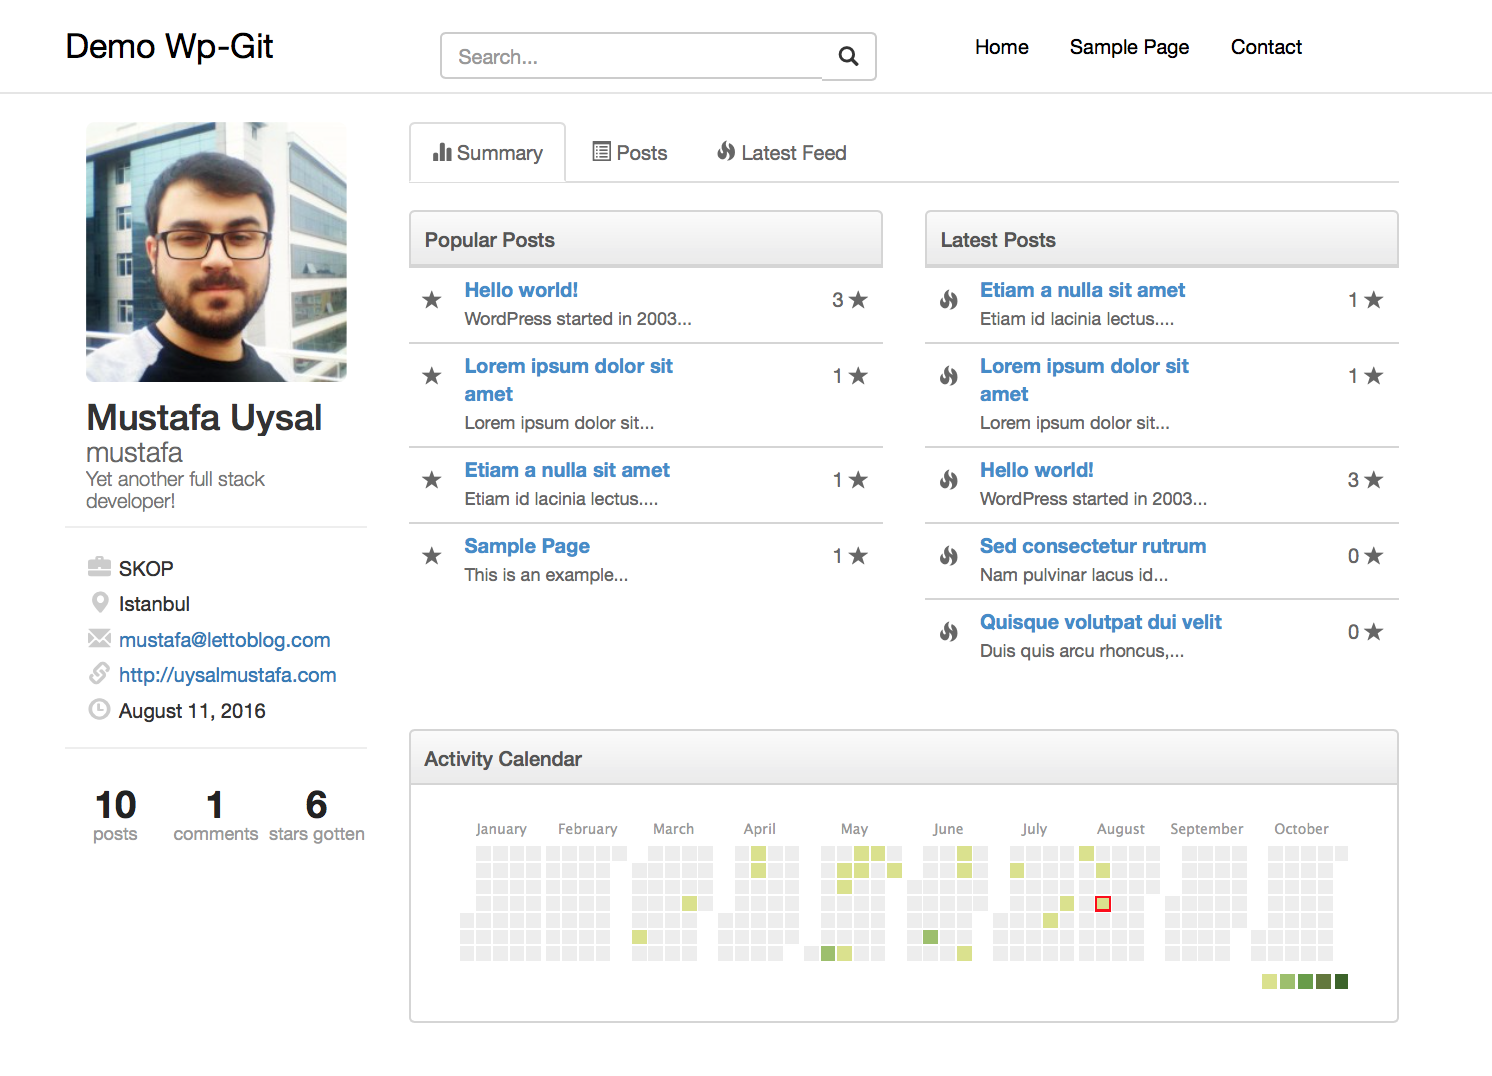 Demo Wp-Git
Search...
Home
Sample Page
Contact
Mustafa Uysal
mustafa
Yet another full stack
developer!
SKOP
Istanbul
mustafa@lettoblog.com
http://uysalmustafa.com
August 11, 2016
10
posts
1
comments
6
stars gotten
Summary
Posts
Latest Feed
Popular Posts
Hello world!
WordPress started in 2003...
3
Lorem ipsum dolor sit
amet
Lorem ipsum dolor sit...
1
Etiam a nulla sit amet
Etiam id lacinia lectus....
1
Sample Page
This is an example...
1
Latest Posts
Etiam a nulla sit amet
Etiam id lacinia lectus....
1
Lorem ipsum dolor sit
amet
Lorem ipsum dolor sit...
1
Hello world!
WordPress started in 2003...
3
Sed consectetur rutrum
Nam pulvinar lacus id...
0
Quisque volutpat dui velit
Duis quis arcu rhoncus,...
0
Activity Calendar
January February March April May June July August September October